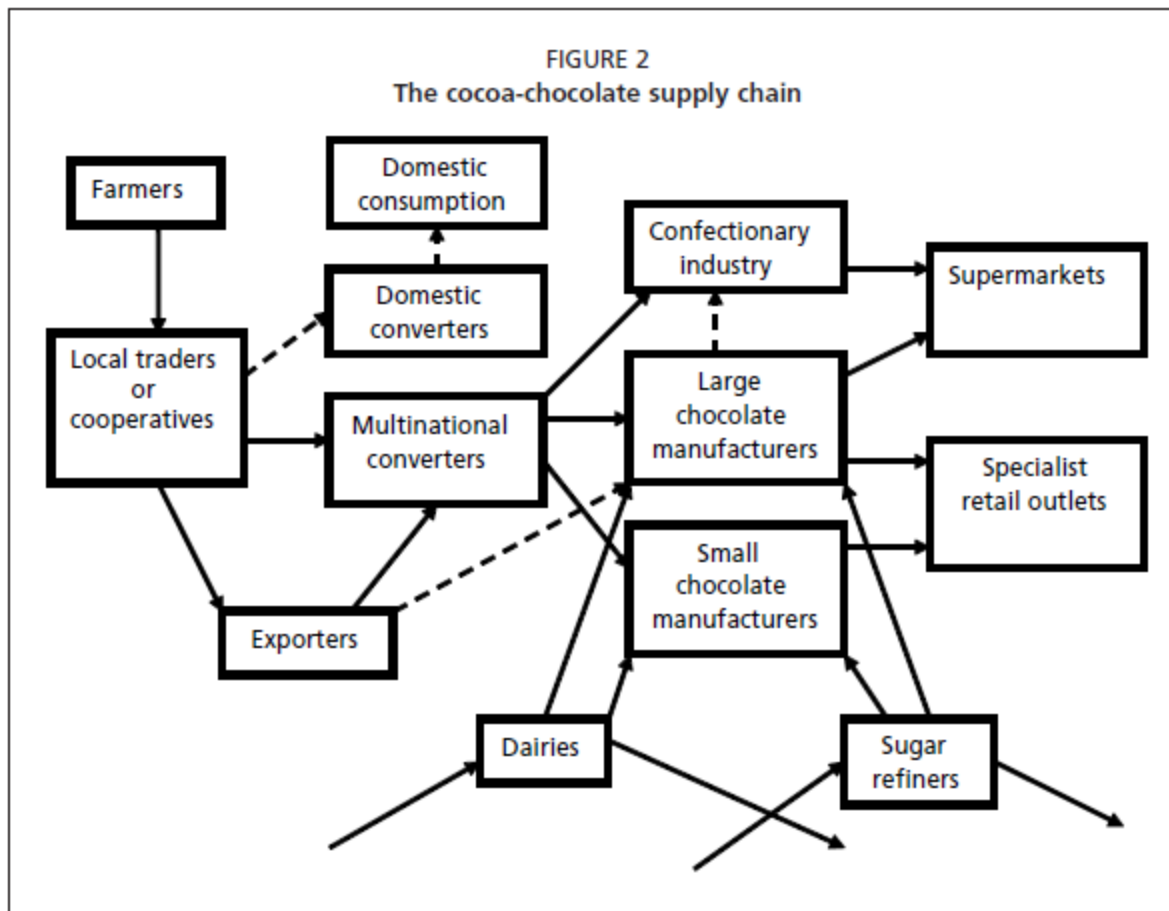 FIGURE 2
The cocoa-chocolate supply chain
Farmers
Domestic
consumption
Confectionary
industry
Supermarkets
Domestic
converters
Local traders
or
cooperatives
Large
chocolate
manufacturers
Multinational
converters
Specialist
retail outlets
Small
chocolate
manufacturers
Exporters
Dairies
Sugar
refiners